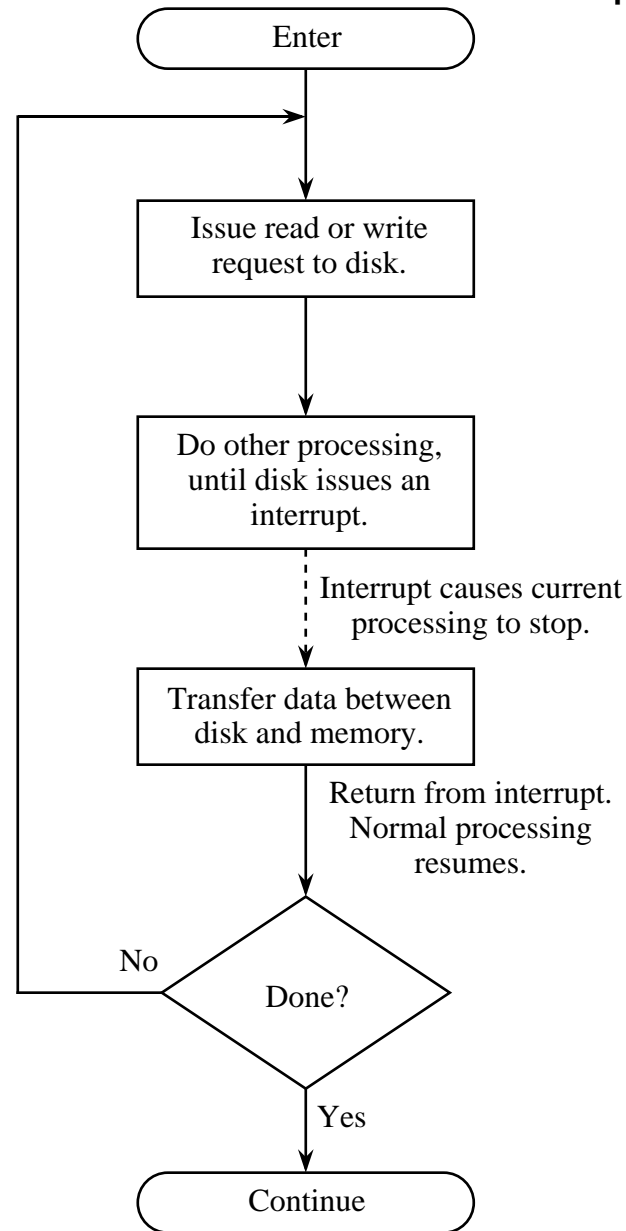 Enter
Issue read or write
request to disk.
Do other processing,
until disk issues an
interrupt.
Interrupt causes current
processing to stop.
Transfer data between
disk and memory.
Return from interrupt.
Normal processing
resumes.
No
Done?
Yes
Continue